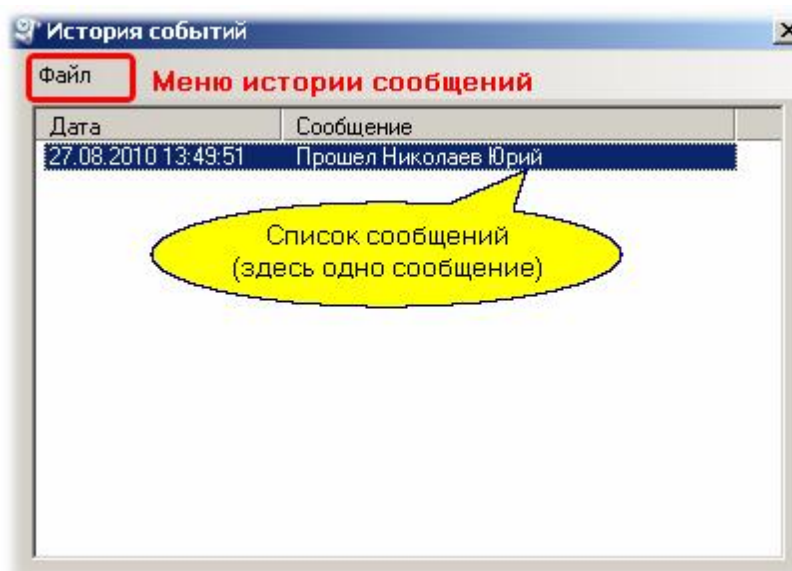 История событий
Файл
Меню истории сообщений
Дата Сообщение
27.08.2010 13:49:51 Прошел Николаев Юрий
Список сообщений
(здесь одно сообщение)